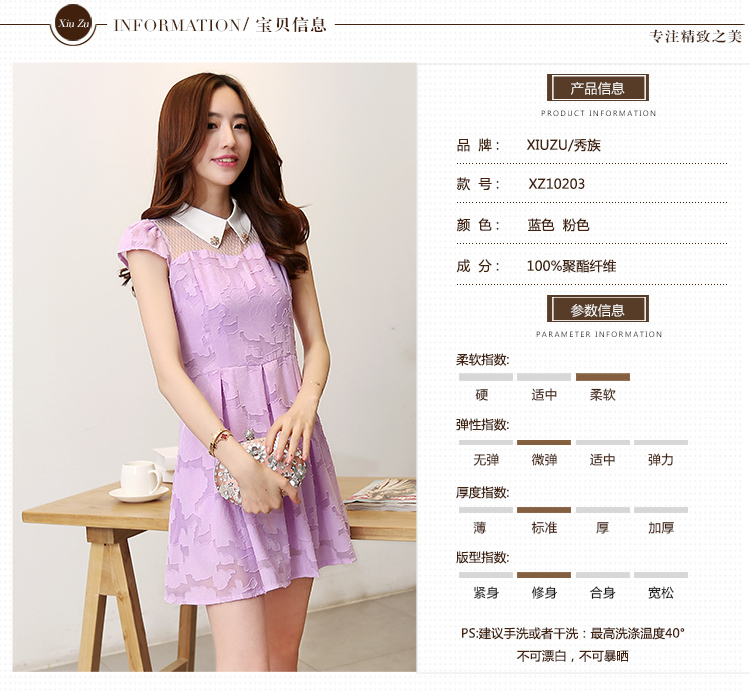 Xiu Zu
INFORMATION/ 宝贝信息
专注精致之美
产品信息
PRODUCT INFORMATION
品 牌： XIUZU/秀族
款 号： XZ10203
颜 色： 蓝色 粉色
成 分： 100%聚酯纤维
参数信息
PARAMETER INFORMATION
柔软指数:
硬 适中 柔软
弹性指数:
无弹 微弹 适中 弹力
厚度指数:
薄 标准 厚 加厚
版型指数:
紧身 修身 合身 宽松
PS:建议手洗或者干洗：最高洗涤温度40°
不可漂白，不可暴晒